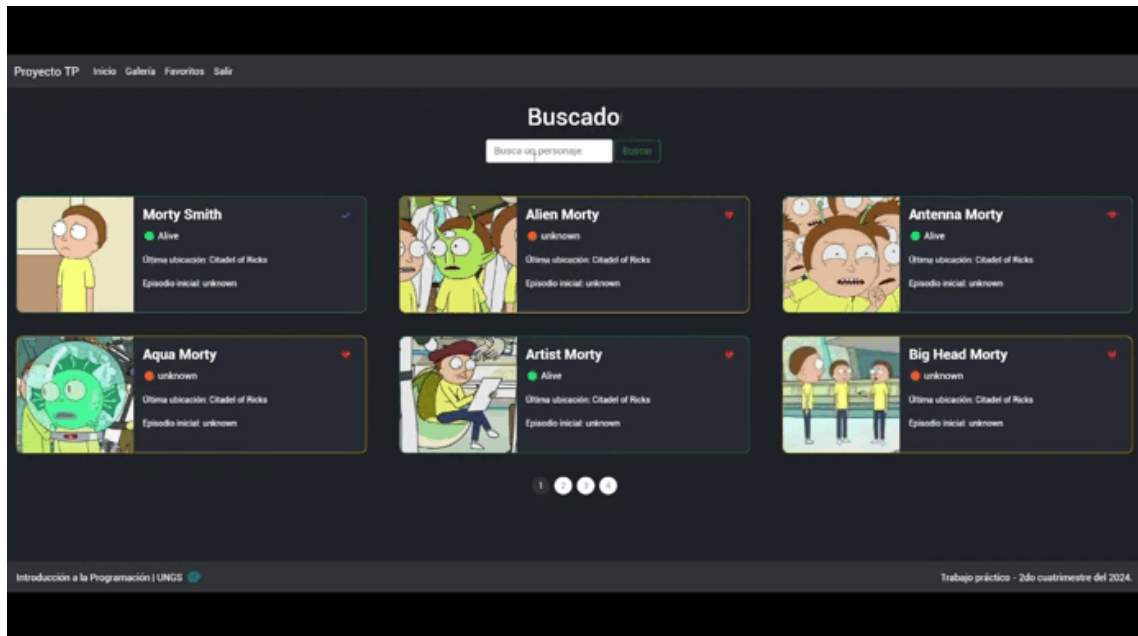 Proyecto TP Inicio Galería Favoritos Salir
Buscado
Busca un personaje Buscar
Morty Smith
Alive
Última ubicación: Citadel of Ricks
Episodio inicial: unknown
Alien Morty
unknown
Última ubicación: Citadel of Ricks
Episodio inicial: unknown
Antenna Morty
Alive
Última ubicación: Citadel of Ricks
Episodio inicial: unknown
Aqua Morty
unknown
Última ubicación: Citadel of Ricks
Episodio inicial: unknown
Artist Morty
Alive
Última ubicación: Citadel of Ricks
Episodio inicial: unknown
Big Head Morty
unknown
Última ubicación: Citadel of Ricks
Episodio inicial: unknown
1 2 3 4
Introducción a la Programación | UNGS
Trabajo práctico - 2do cuatrimestre del 2024.